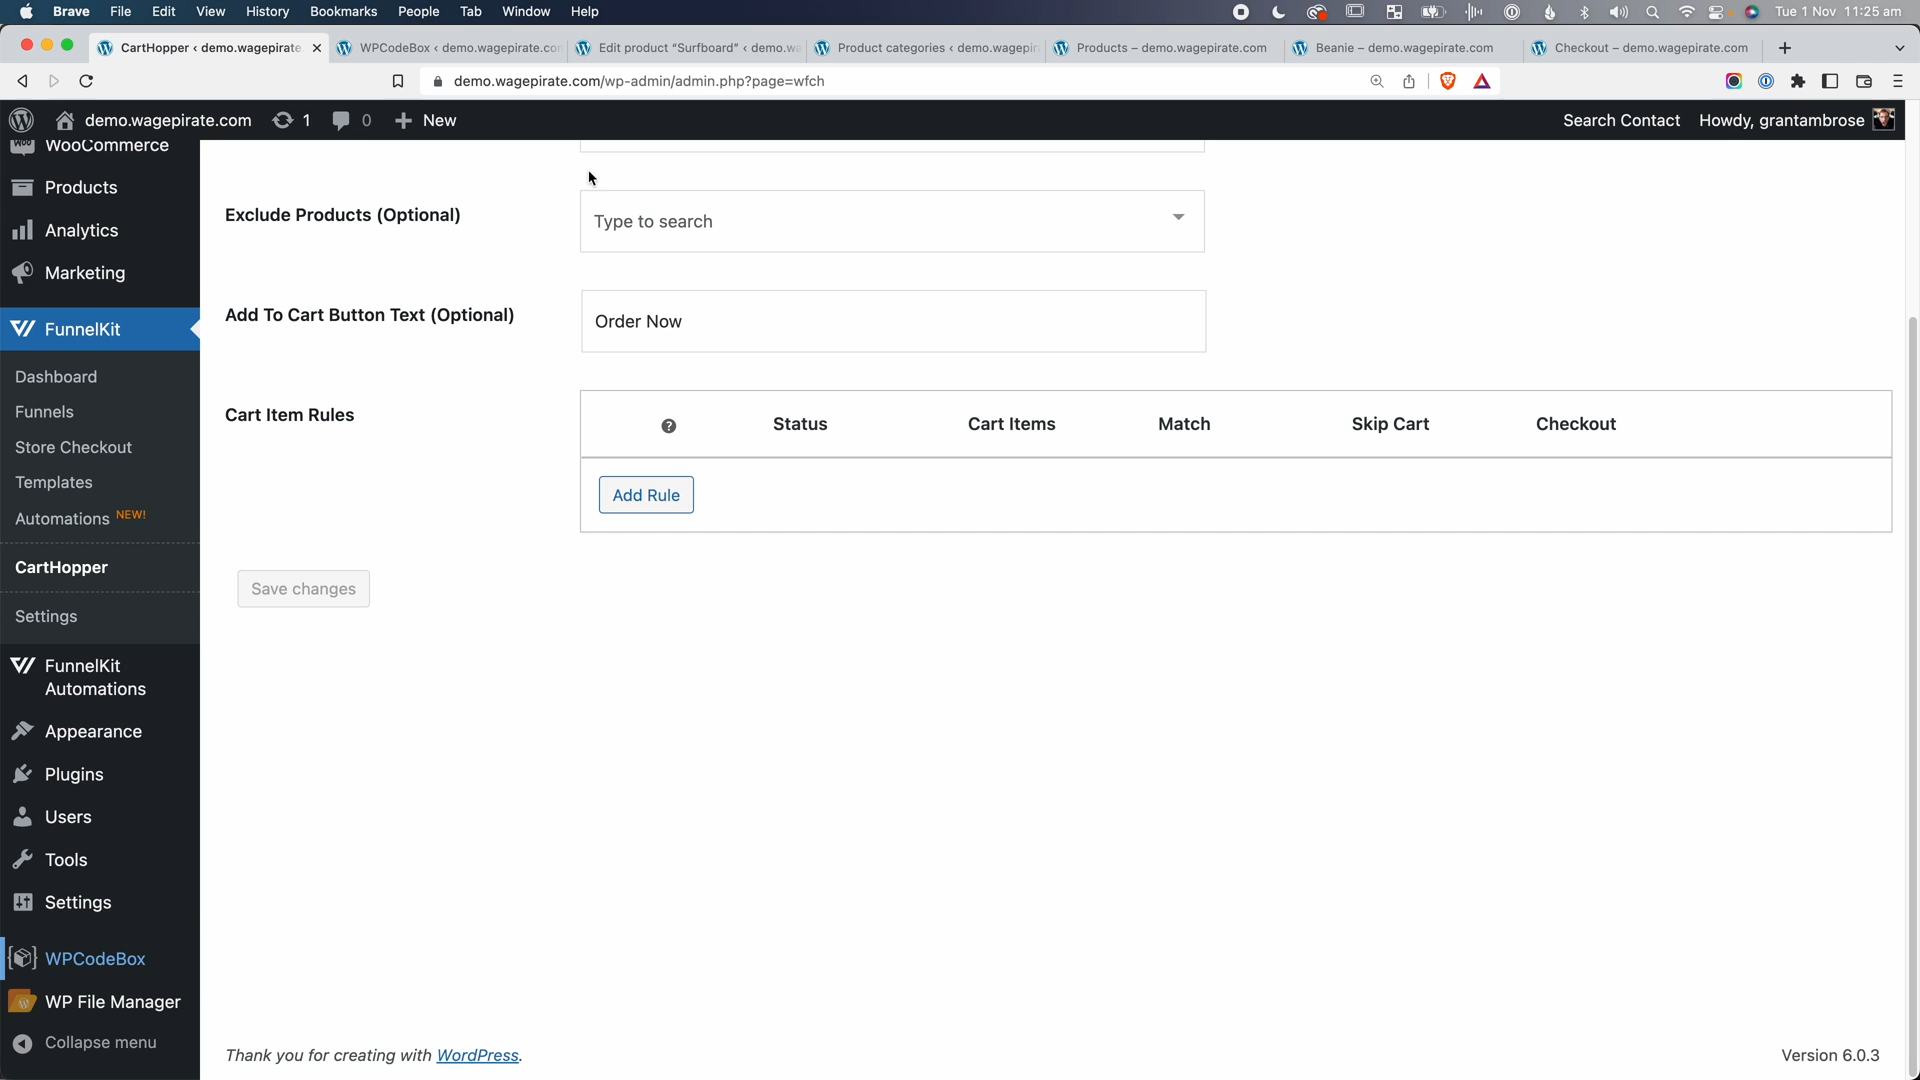 Brave File Edit View History Bookmarks People Tab Window Help Tue 1 Nov 11:25 am
CartHopper < demo.wagepirate WPCodeBox < demo.wagepirate.con Edit product “Surfboard” < demo.wa Product categories < demo.wagepir Products – demo.wagepirate.com Beanie – demo.wagepirate.com Checkout – demo.wagepirate.com
demo.wagepirate.com/wp-admin/admin.php?page=wfch
demo.wagepirate.com 1 0 New Search Contact Howdy, grantambrose
WooCommerce
Products
Analytics
Marketing
FunnelKit
Dashboard
Funnels
Store Checkout
Templates
Automations NEW!
CartHopper
Settings
FunnelKit
Automations
Appearance
Plugins
Users
Tools
Settings
WPCodeBox
WP File Manager
Collapse menu
Exclude Products (Optional)
Type to search
Add To Cart Button Text (Optional)
Order Now
Cart Item Rules
? Status Cart Items Match Skip Cart Checkout
Add Rule
Save changes
Thank you for creating with WordPress.
Version 6.0.3